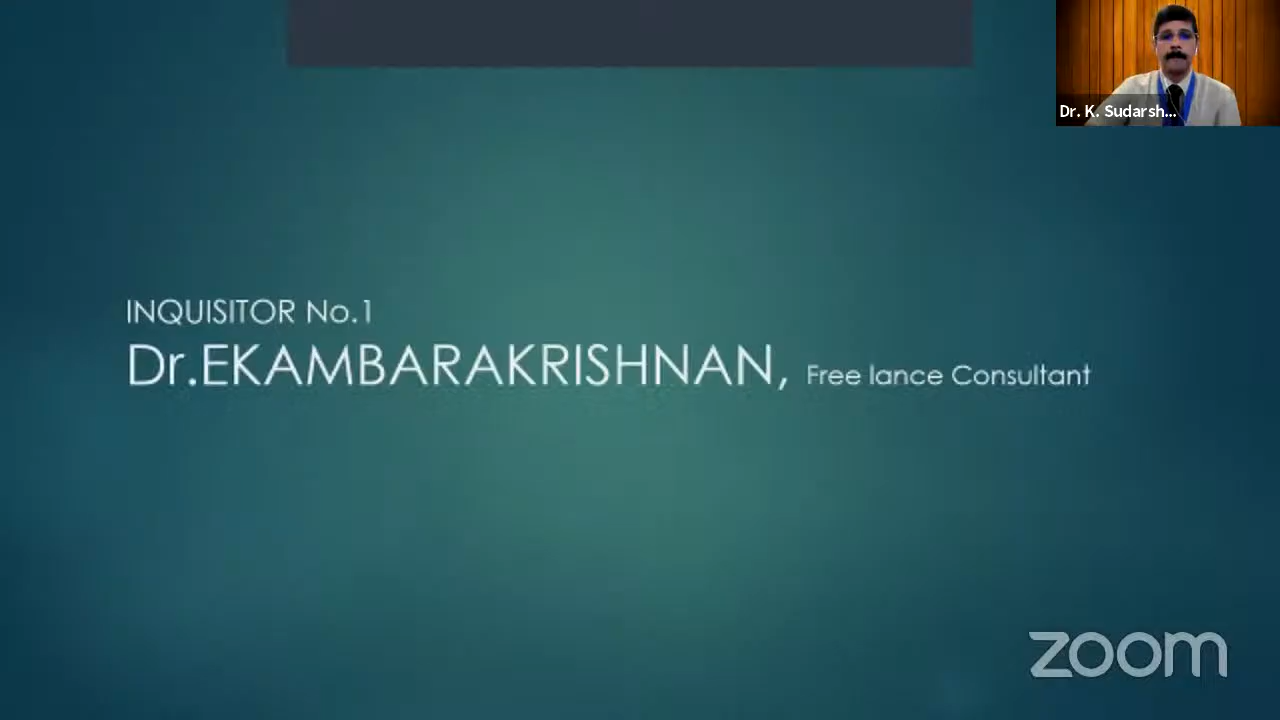 Dr. K. Sudarsh...
INQUISITOR No.1
Dr.EKAMBARAKRISHNAN, Free lance Consultant
zoom